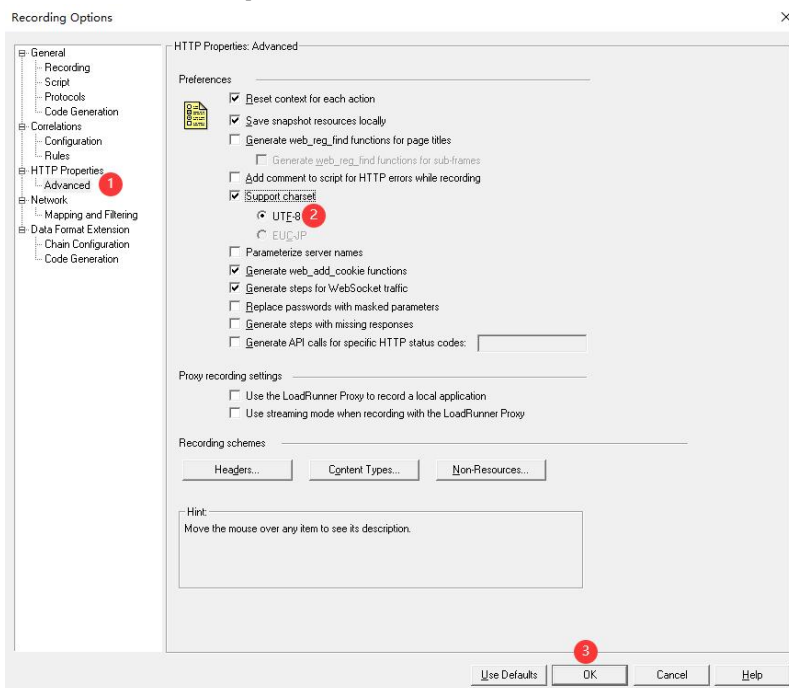 Recording Options
General
Recording
Script
Protocols
Code Generation
Correlations
Configuration
Rules
HTTP Properties
Advanced 1
Network
Mapping and Filtering
Data Format Extension
Chain Configuration
Code Generation
HTTP Properties: Advanced
Preferences
Reset context for each action
Save snapshot resources locally
Generate web_reg_find functions for page titles
Generate web_reg_find functions for sub-frames
Add comment to script for HTTP errors while recording
Support charset
UTF-8 2
EUC-JP
Parameterize server names
Generate web_add_cookie functions
Generate steps for WebSocket traffic
Replace passwords with masked parameters
Generate steps with missing responses
Generate API calls for specific HTTP status codes:
Proxy recording settings
Use the LoadRunner Proxy to record a local application
Use streaming mode when recording with the LoadRunner Proxy
Recording schemes
Headers... Content Types... Non-Resources...
Hint:
Move the mouse over any item to see its description.
3
Use Defaults OK Cancel Help